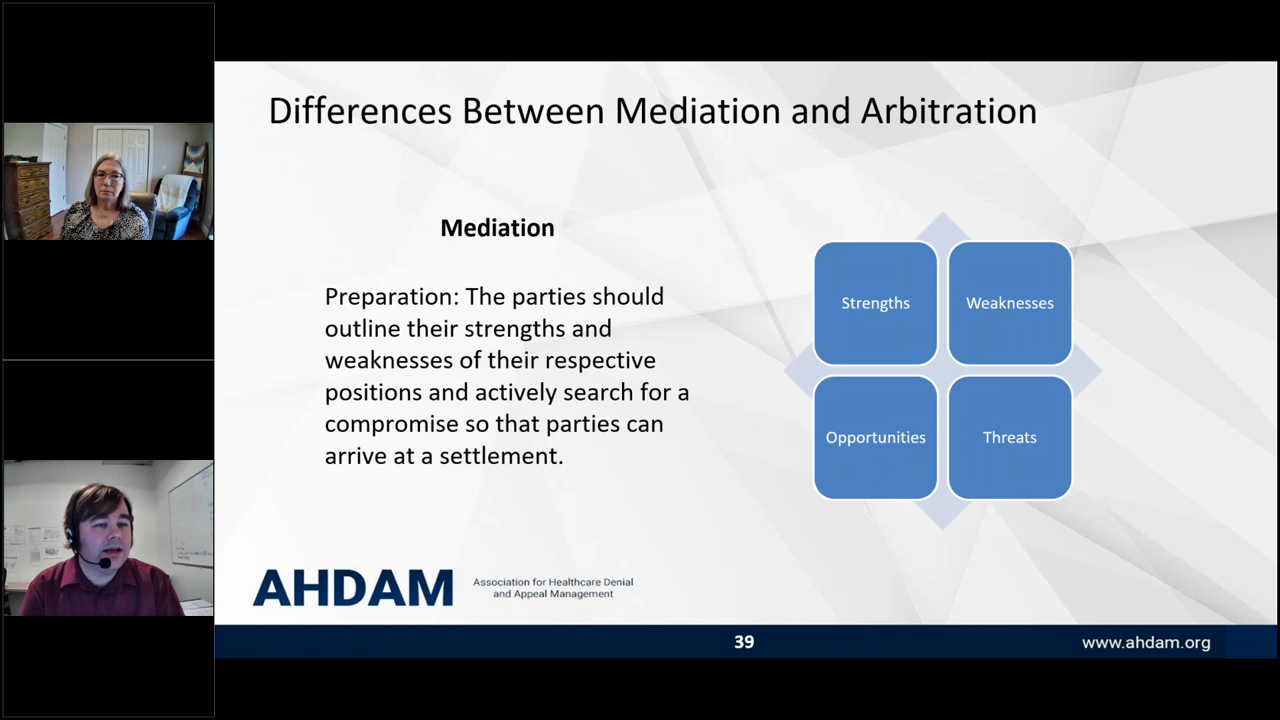 Differences Between Mediation and Arbitration
Mediation
Preparation: The parties should
outline their strengths and
weaknesses of their respective
positions and actively search for a
compromise so that parties can
arrive at a settlement.
Strengths
Weaknesses
Opportunities
Threats
AHDAM
Association for Healthcare Denial
and Appeal Management
39
www.ahdam.org